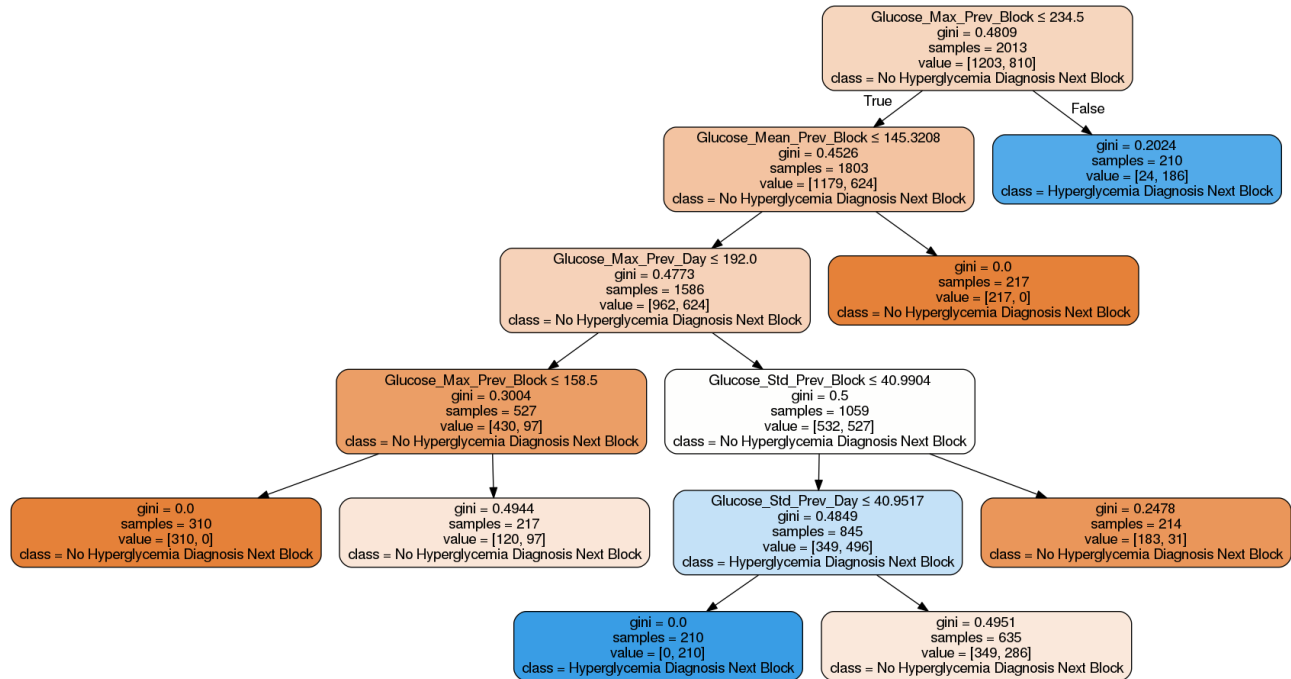 Glucose_Max_Prev_Block ≤ 234.5
gini = 0.4809
samples = 2013
value = [1203, 810]
class = No Hyperglycemia Diagnosis Next Block
True
False
Glucose_Mean_Prev_Block ≤ 145.3208
gini = 0.4526
samples = 1803
value = [1179, 624]
class = No Hyperglycemia Diagnosis Next Block
gini = 0.2024
samples = 210
value = [24, 186]
class = Hyperglycemia Diagnosis Next Block
Glucose_Max_Prev_Day ≤ 192.0
gini = 0.4773
samples = 1586
value = [962, 624]
class = No Hyperglycemia Diagnosis Next Block
gini = 0.0
samples = 217
value = [217, 0]
class = No Hyperglycemia Diagnosis Next Block
Glucose_Max_Prev_Block ≤ 158.5
gini = 0.3004
samples = 527
value = [430, 97]
class = No Hyperglycemia Diagnosis Next Block
Glucose_Std_Prev_Block ≤ 40.9904
gini = 0.5
samples = 1059
value = [532, 527]
class = No Hyperglycemia Diagnosis Next Block
gini = 0.0
samples = 310
value = [310, 0]
class = No Hyperglycemia Diagnosis Next Block
gini = 0.4944
samples = 217
value = [120, 97]
class = No Hyperglycemia Diagnosis Next Block
Glucose_Std_Prev_Day ≤ 40.9517
gini = 0.4849
samples = 845
value = [349, 496]
class = Hyperglycemia Diagnosis Next Block
gini = 0.2478
samples = 214
value = [183, 31]
class = No Hyperglycemia Diagnosis Next Block
gini = 0.0
samples = 210
value = [0, 210]
class = Hyperglycemia Diagnosis Next Block
gini = 0.4951
samples = 635
value = [349, 286]
class = No Hyperglycemia Diagnosis Next Block